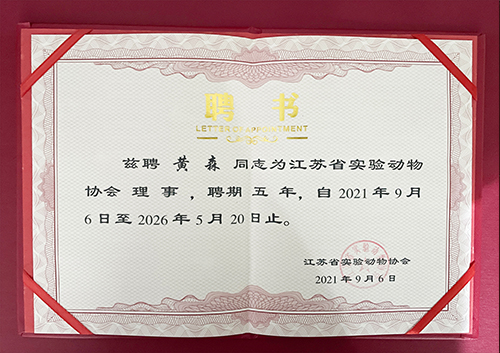 聘书
LETTER OF APPOINTMENT
兹聘 黄 森 同志为江苏省实验动物
协会 理 事 ，聘期 五 年，自 2021 年 9 月
6 日至 2026 年 5 月 20 日止。
江苏省实验动物协会
2021 年 9 月 6 日